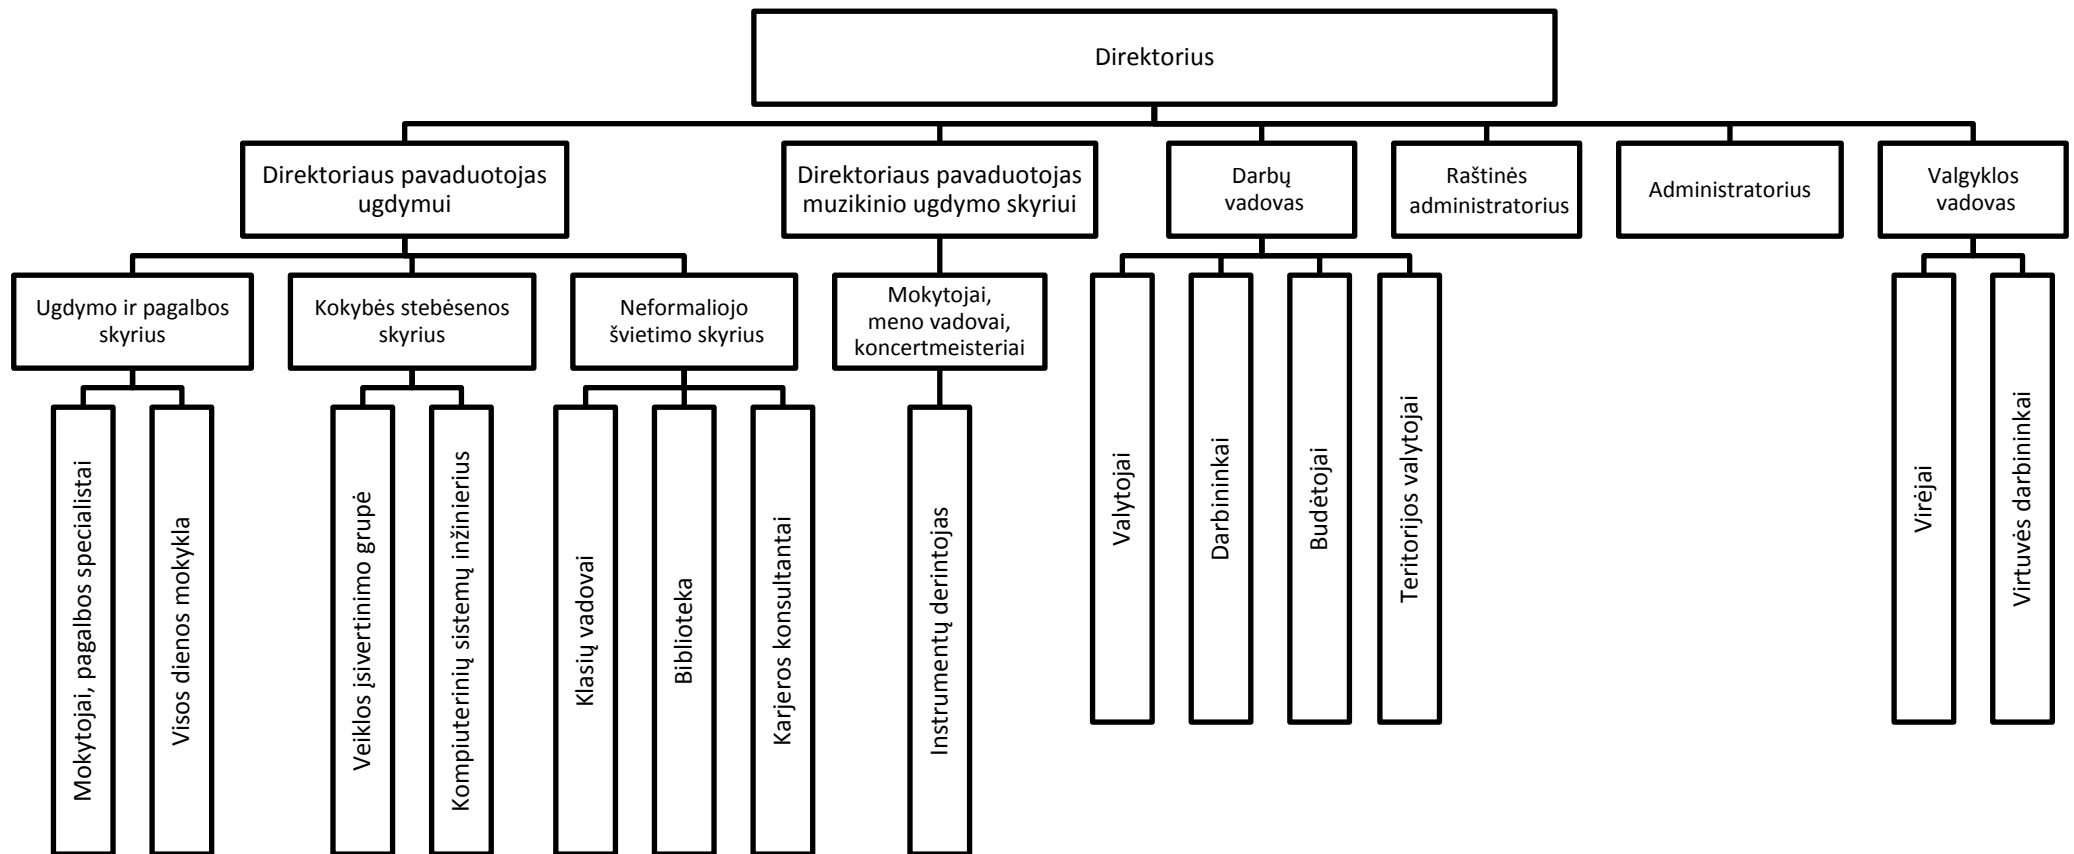 Direktorius
Direktoriaus pavaduotojas
ugdymui
Direktoriaus pavaduotojas
muzikinio ugdymo skyriui
Darbų
vadovas
Raštinės
administratorius
Administratorius
Valgyklos
vadovas
Ugdymo ir pagalbos
skyrius
Kokybės stebėsenos
skyrius
Neformaliojo
švietimo skyrius
Mokytojai,
meno vadovai,
koncertmeisteriai
Mokytojai, pagalbos specialistai
Visos dienos mokykla
Veiklos įsivertinimo grupė
Kompiuterinių sistemų inžinierius
Klasių vadovai
Biblioteka
Karjeros konsultantai
Instrumentų derintojas
Valytojai
Darbininkai
Budėtojai
Teritorijos valytojai
Virėjai
Virtuvės darbininkai